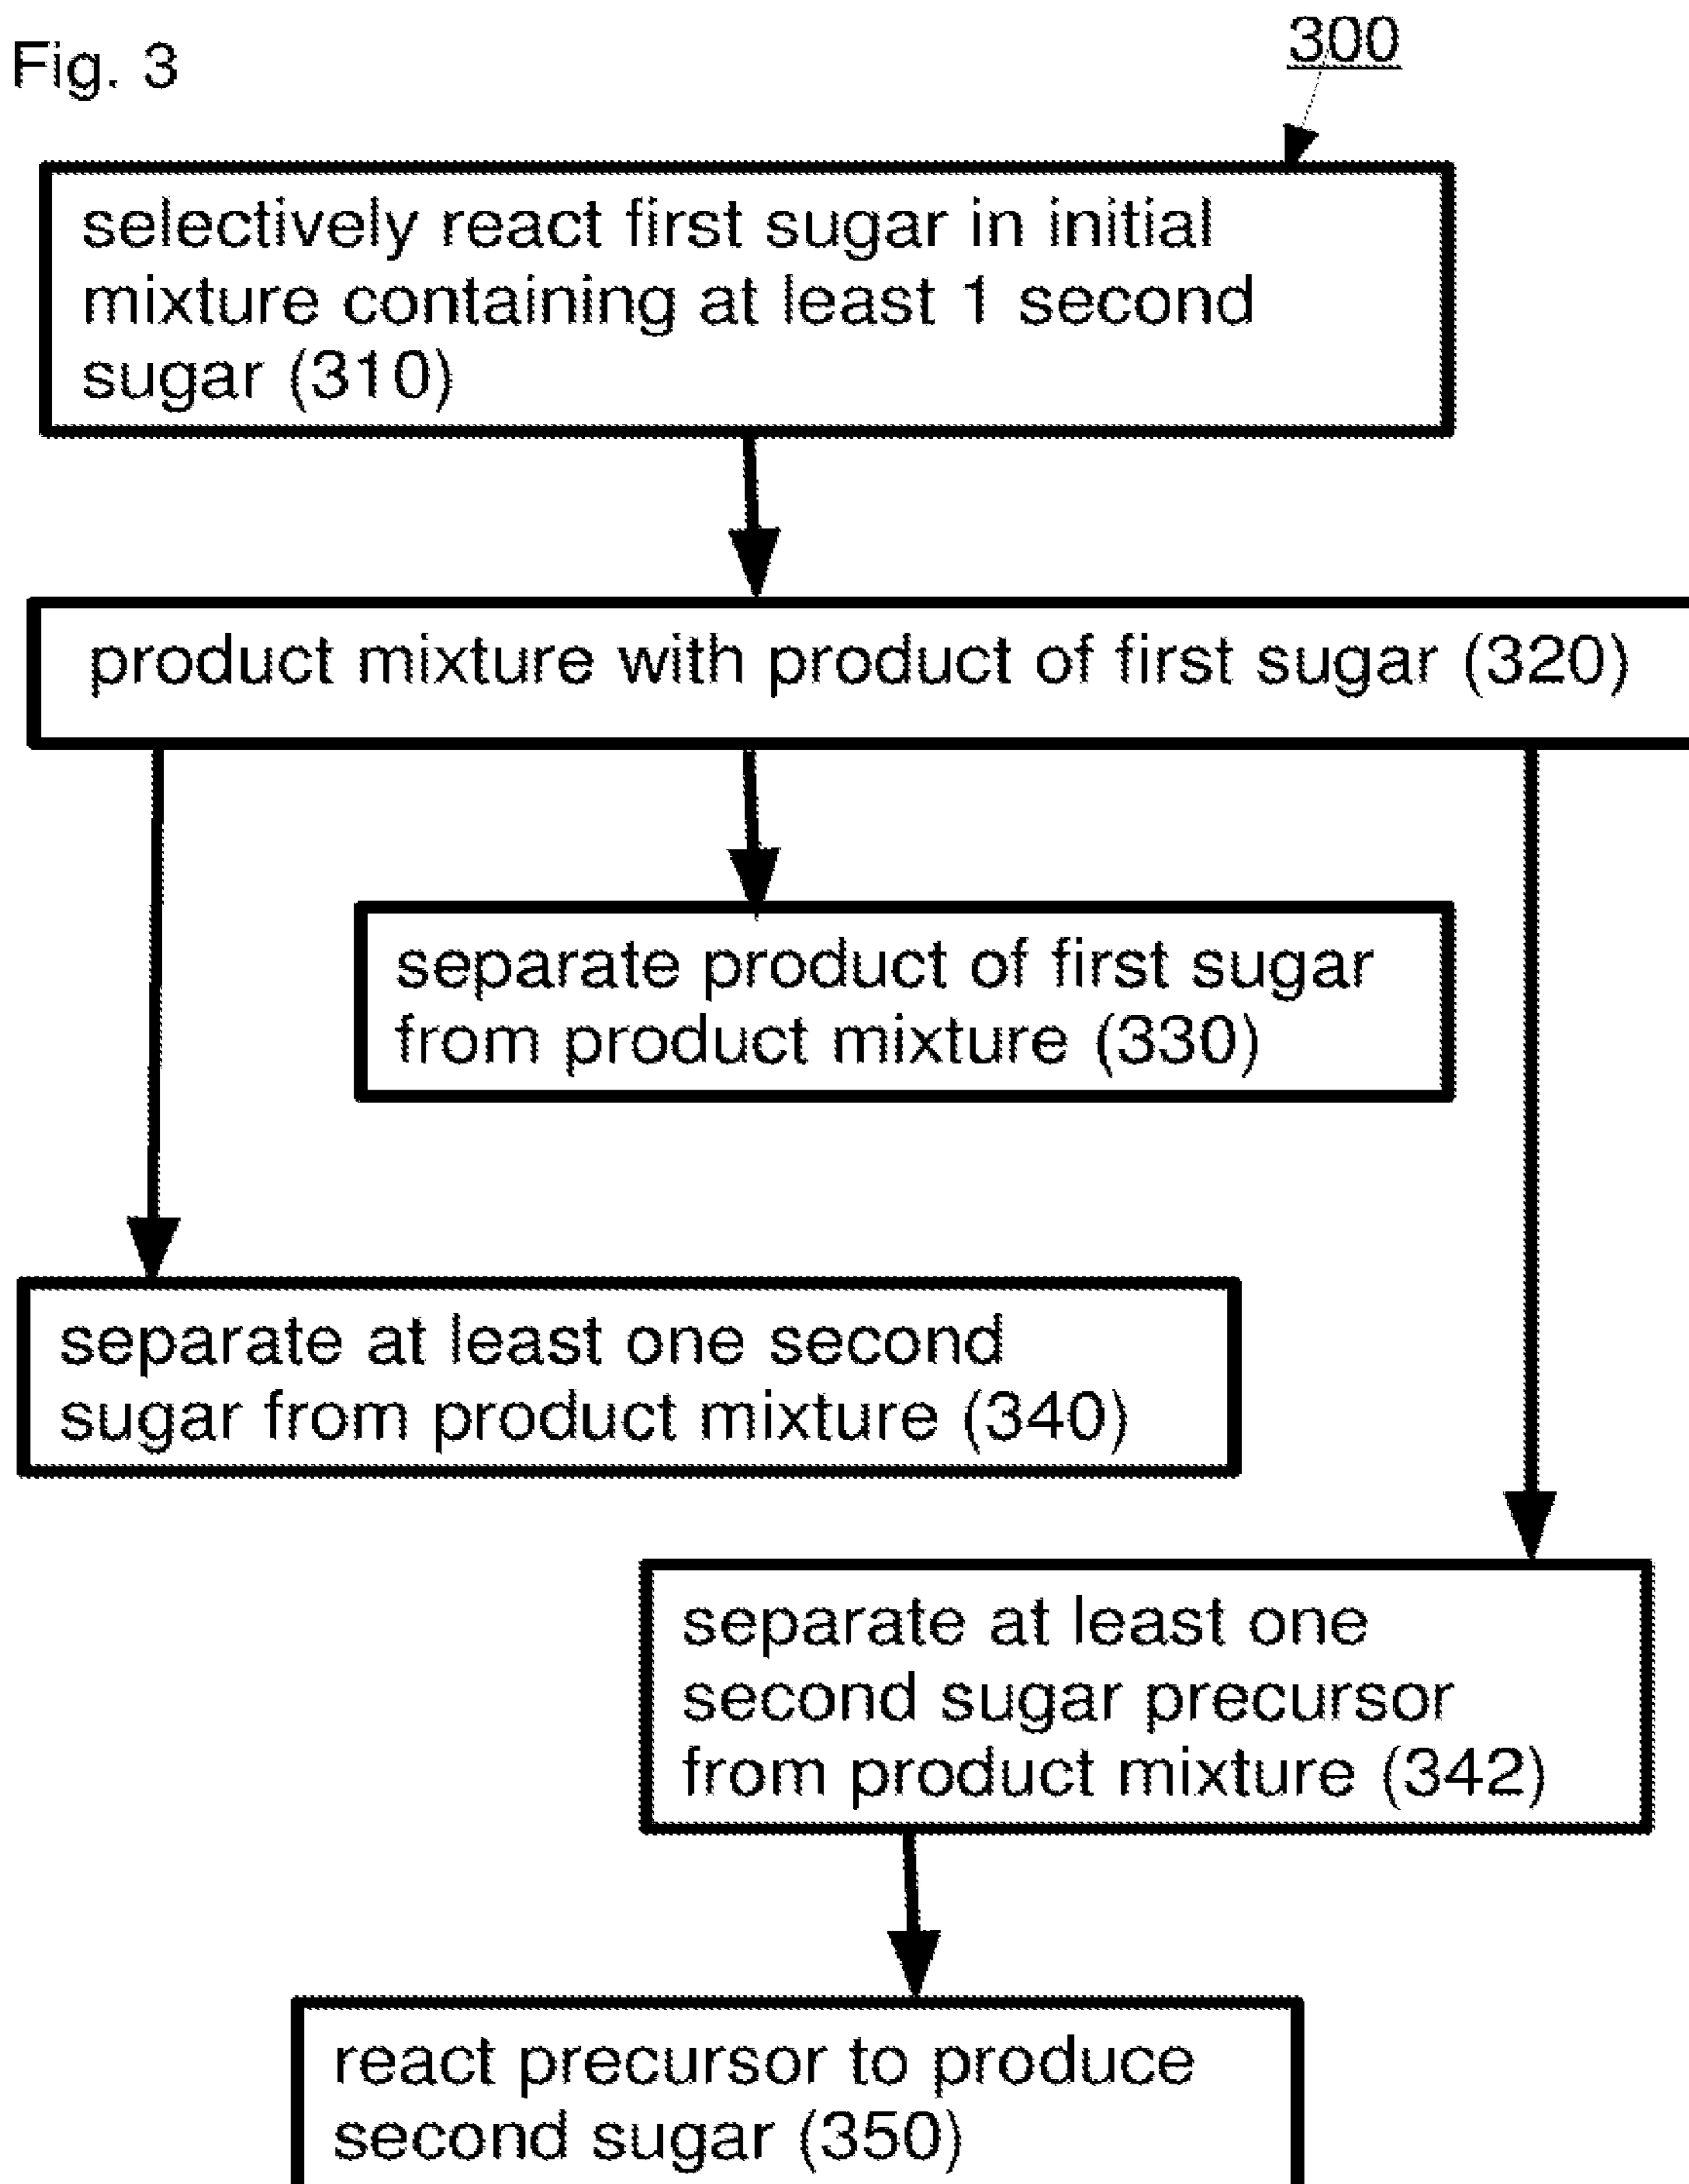 Fig. 3
300
selectively react first sugar in initial
mixture containing at least 1 second
sugar (310)
product mixture with product of first sugar (320)
separate product of first sugar
from product mixture (330)
separate at least one second
sugar from product mixture (340)
separate at least one
second sugar precursor
from product mixture (342)
react precursor to produce
second sugar (350)